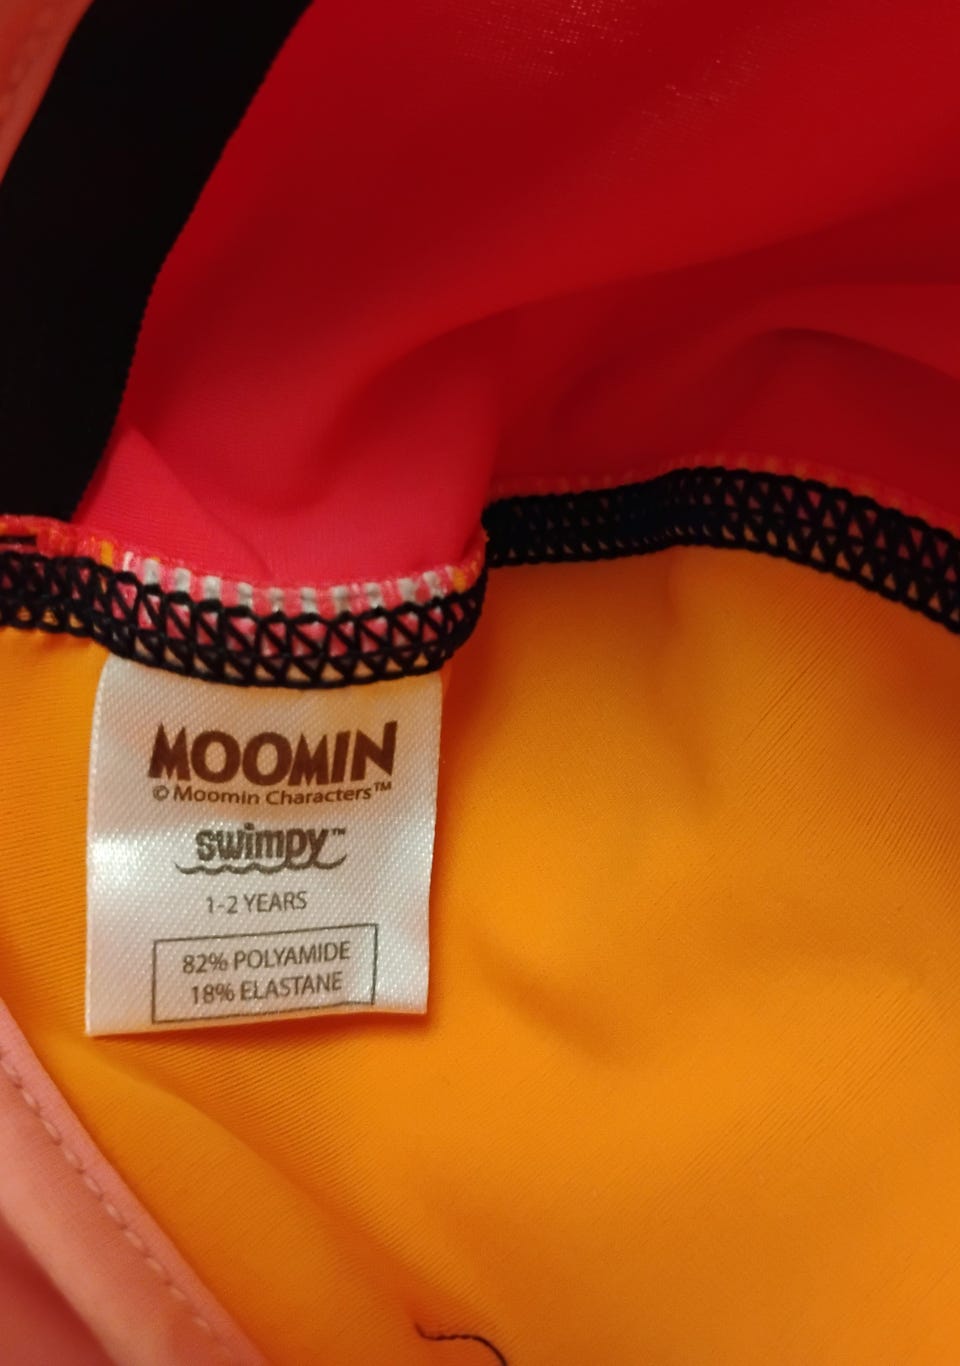 MOOMIN
© Moomin Characters™
swimpy™
1-2 YEARS
82% POLYAMIDE
18% ELASTANE